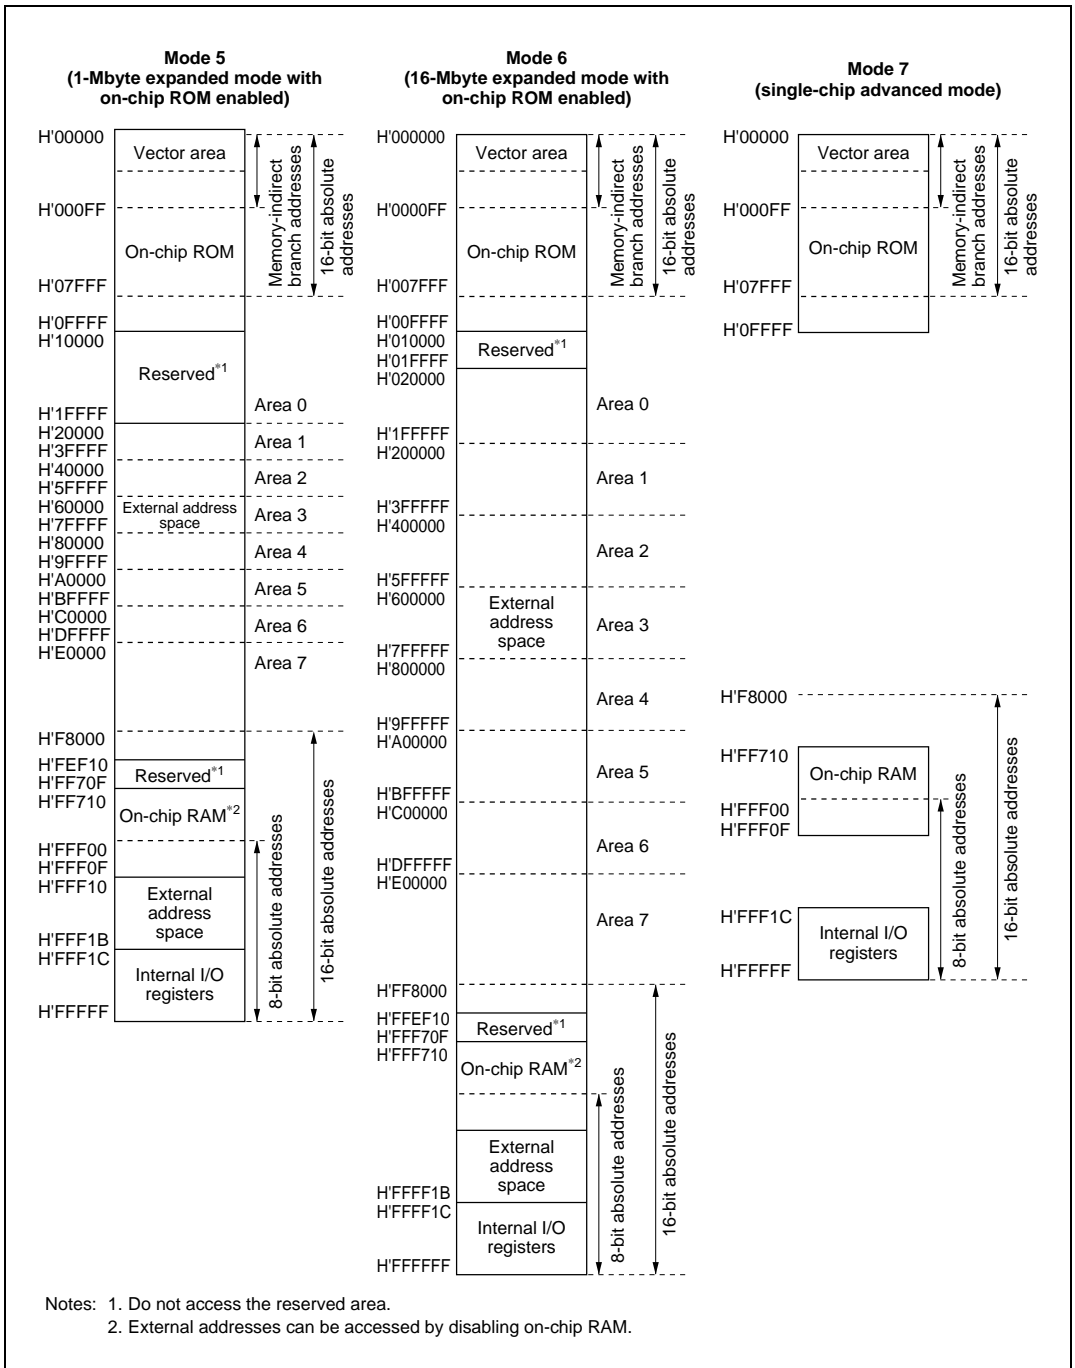 Mode 5
(1-Mbyte expanded mode with
on-chip ROM enabled)
H'00000
Vector area
H'000FF
On-chip ROM
H'07FFF
H'0FFFF
H'10000
Reserved*1
H'1FFFF
H'20000
H'3FFFF
H'40000
H'5FFFF
H'60000
H'7FFFF
H'80000
H'9FFFF
H'A0000
H'BFFFF
H'C0000
H'DFFFF
H'E0000
External address
space
Area 0
Area 1
Area 2
Area 3
Area 4
Area 5
Area 6
Area 7
H'F8000
H'FEF10
Reserved*1
H'FF70F
H'FF710
On-chip RAM*2
H'FFF00
H'FFF0F
H'FFF10
External
address
space
H'FFF1B
H'FFF1C
Internal I/O
registers
H'FFFFF
Memory-indirect
branch addresses
16-bit absolute
addresses
8-bit absolute addresses
16-bit absolute addresses
Mode 6
(16-Mbyte expanded mode with
on-chip ROM enabled)
H'000000
Vector area
H'0000FF
On-chip ROM
H'007FFF
H'00FFFF
H'010000
Reserved*1
H'01FFFF
H'020000
H'1FFFFF
H'200000
H'3FFFFF
H'400000
H'5FFFFF
H'600000
External
address
space
H'7FFFFF
H'800000
H'9FFFFF
H'A00000
H'BFFFFF
H'C00000
H'DFFFFF
H'E00000
Area 0
Area 1
Area 2
Area 3
Area 4
Area 5
Area 6
Area 7
H'FF8000
H'FFEF10
Reserved*1
H'FFF70F
H'FFF710
On-chip RAM*2
External
address
space
H'FFFF1B
H'FFFF1C
Internal I/O
registers
H'FFFFFF
Memory-indirect
branch addresses
16-bit absolute
addresses
8-bit absolute addresses
16-bit absolute addresses
Mode 7
(single-chip advanced mode)
H'00000
Vector area
H'000FF
On-chip ROM
H'07FFF
H'0FFFF
Memory-indirect
branch addresses
16-bit absolute
addresses
H'F8000
H'FF710
On-chip RAM
H'FFF00
H'FFF0F
H'FFF1C
Internal I/O
registers
H'FFFFF
8-bit absolute addresses
16-bit absolute addresses
Notes: 1. Do not access the reserved area.
2. External addresses can be accessed by disabling on-chip RAM.